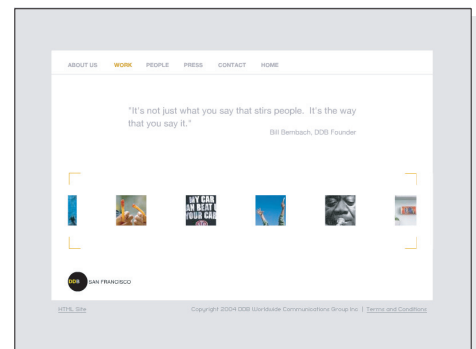 ABOUT US WORK PEOPLE PRESS CONTACT HOME
"It's not just what you say that stirs people. It's the way
that you say it."
Bill Bernbach, DDB Founder
MY CAR
AN BEAT
YOUR CAR
DDB SAN FRANCISCO
HTML Site Copyright 2004 DDB Worldwide Communications Group Inc | Terms and Conditions